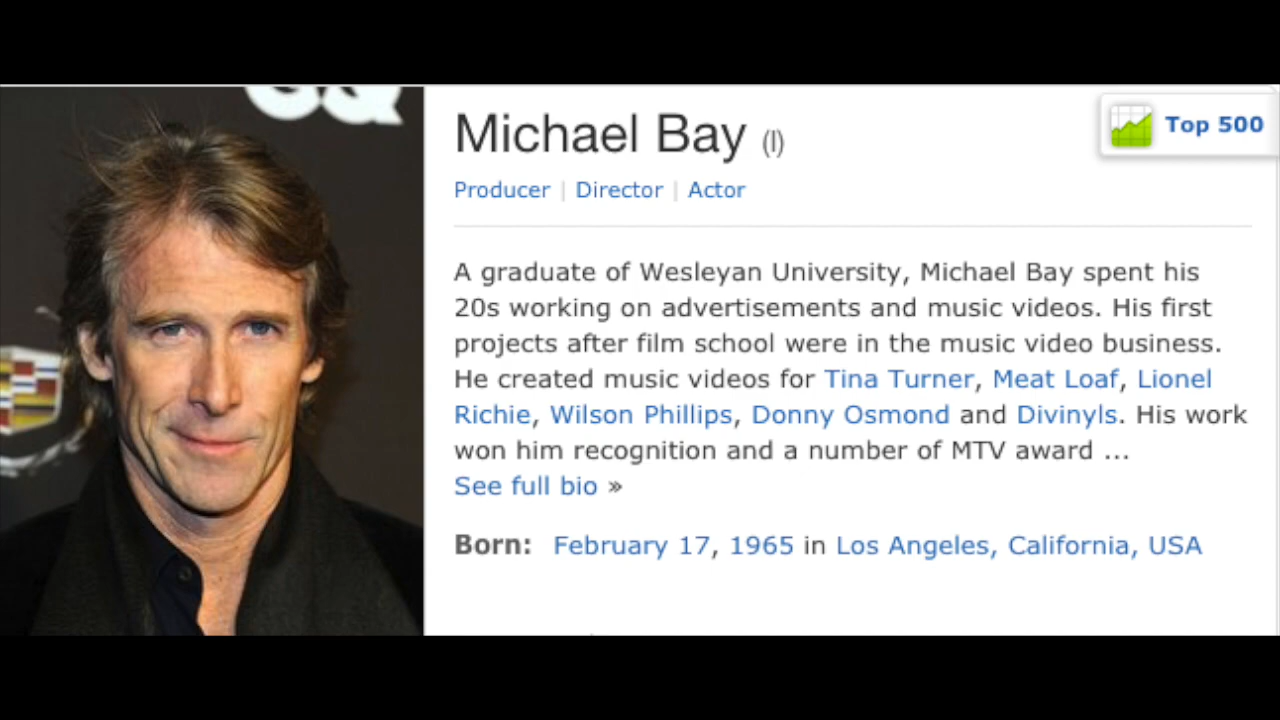 GQ
Michael Bay (I)
Top 500
Producer | Director | Actor
A graduate of Wesleyan University, Michael Bay spent his
20s working on advertisements and music videos. His first
projects after film school were in the music video business.
He created music videos for Tina Turner, Meat Loaf, Lionel
Richie, Wilson Phillips, Donny Osmond and Divinyls. His work
won him recognition and a number of MTV award ...
See full bio »
Born: February 17, 1965 in Los Angeles, California, USA